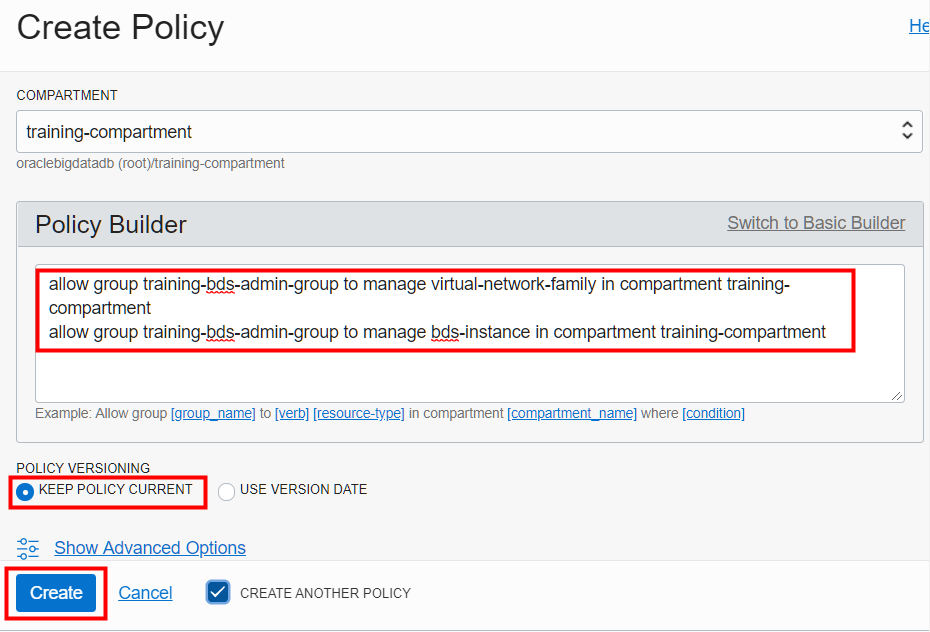 Create Policy
He
COMPARTMENT
training-compartment
oraclebigdatadb (root)/training-compartment
Policy Builder
Switch to Basic Builder
allow group training-bds-admin-group to manage virtual-network-family in compartment training-
compartment
allow group training-bds-admin-group to manage bds-instance in compartment training-compartment
Example: Allow group [group_name] to [verb] [resource-type] in compartment [compartment_name] where [condition]
POLICY VERSIONING
KEEP POLICY CURRENT
USE VERSION DATE
Show Advanced Options
Create
Cancel
CREATE ANOTHER POLICY